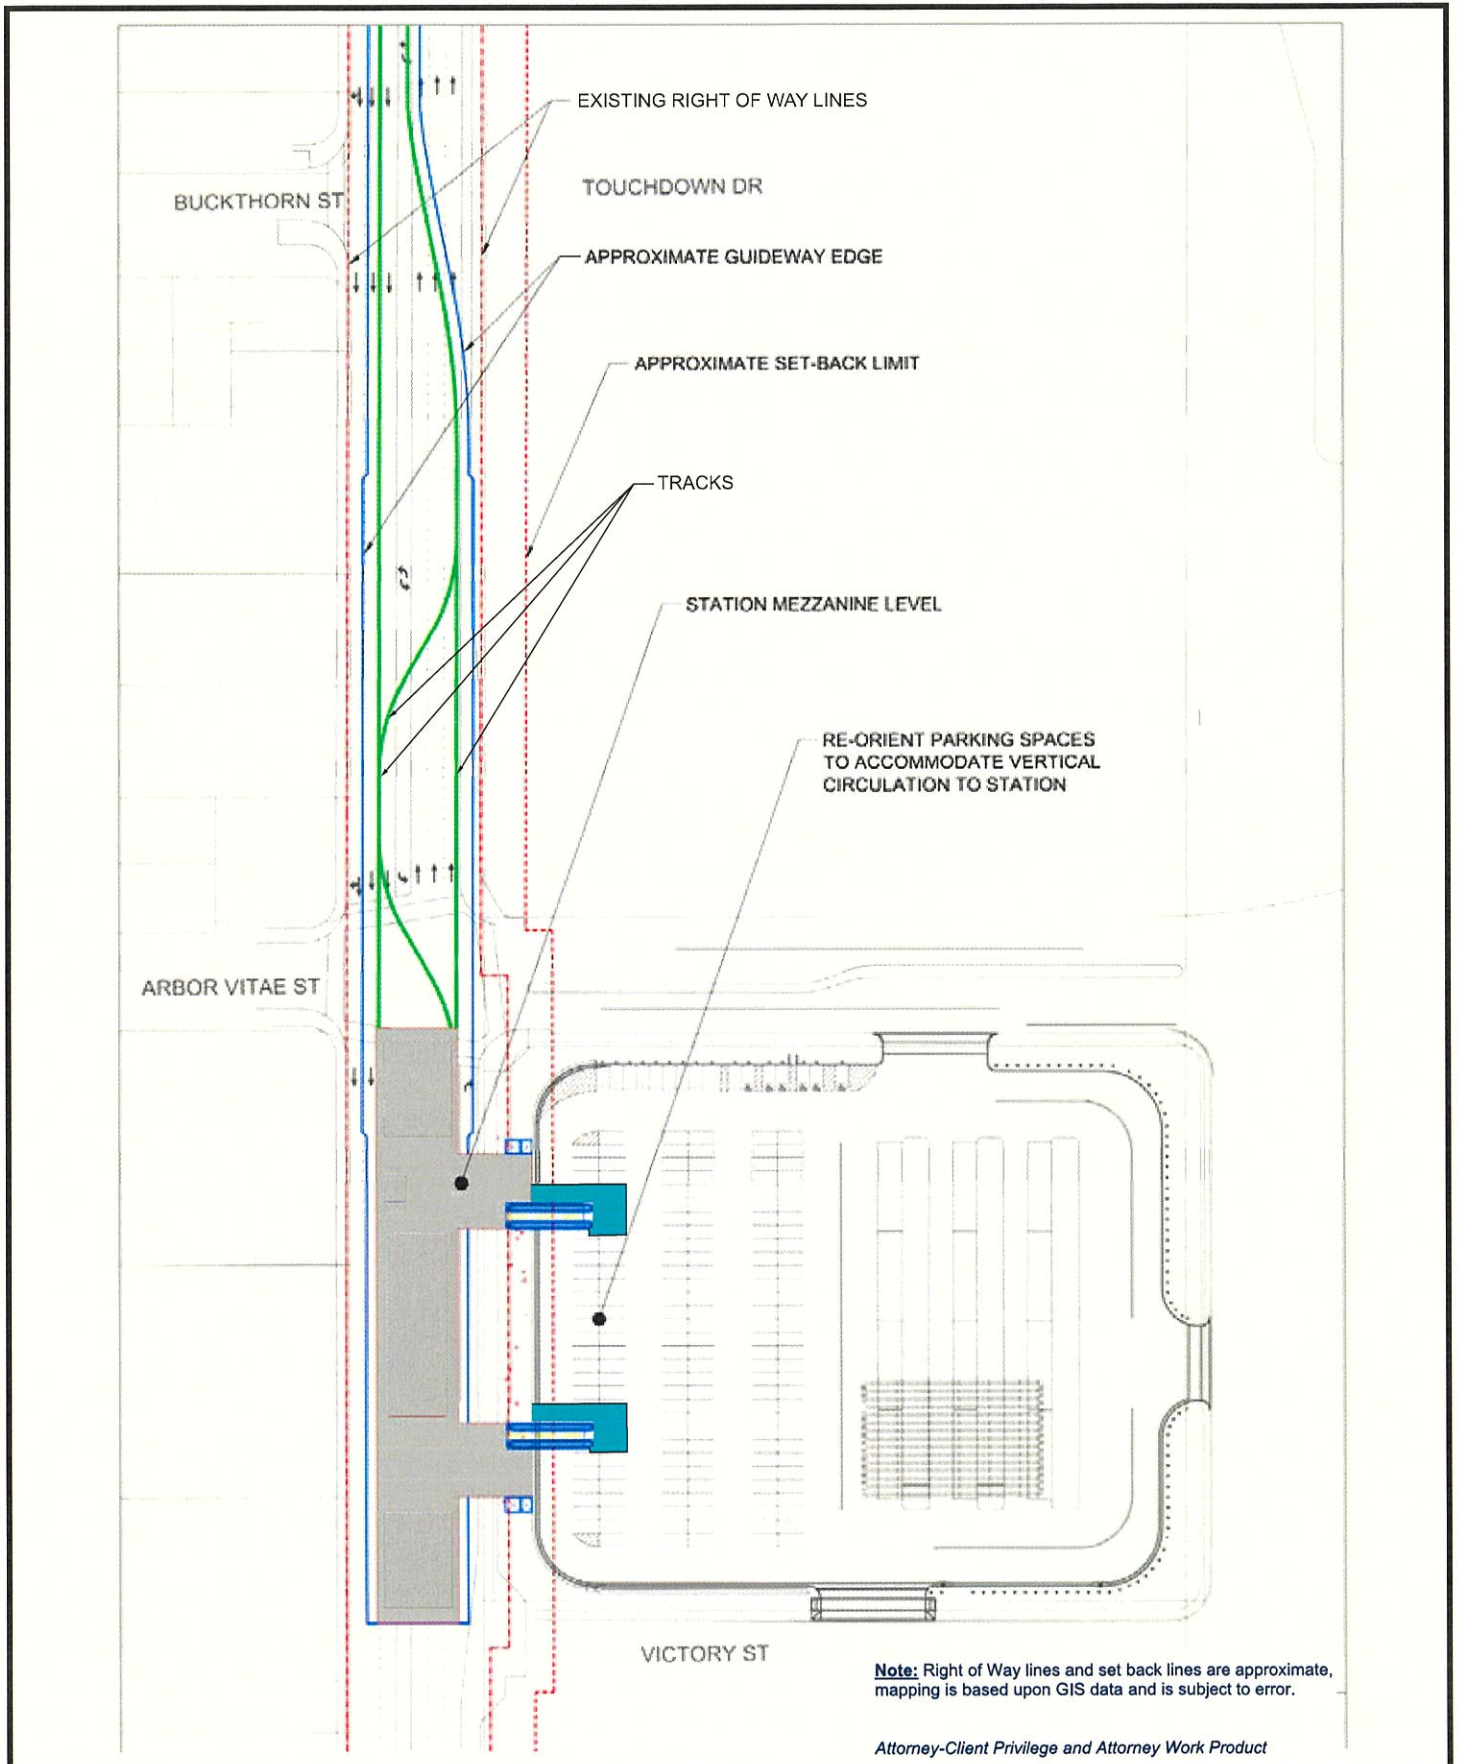 EXISTING RIGHT OF WAY LINES
TOUCHDOWN DR
BUCKTHORN ST
APPROXIMATE GUIDEWAY EDGE
APPROXIMATE SET-BACK LIMIT
TRACKS
STATION MEZZANINE LEVEL
RE-ORIENT PARKING SPACES
TO ACCOMMODATE VERTICAL
CIRCULATION TO STATION
ARBOR VITAE ST
VICTORY ST
Note: Right of Way lines and set back lines are approximate,
mapping is based upon GIS data and is subject to error.
Attorney-Client Privilege and Attorney Work Product